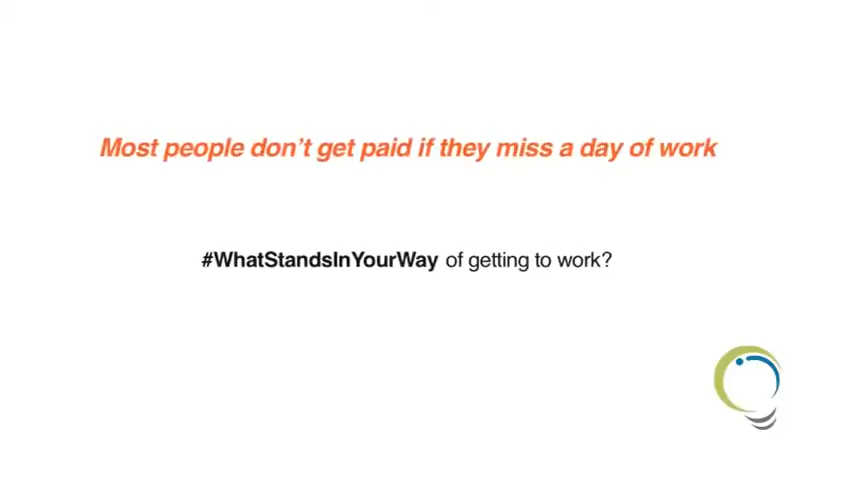 Most people don't get paid if they miss a day of work
#WhatStandsInYourWay of getting to work?